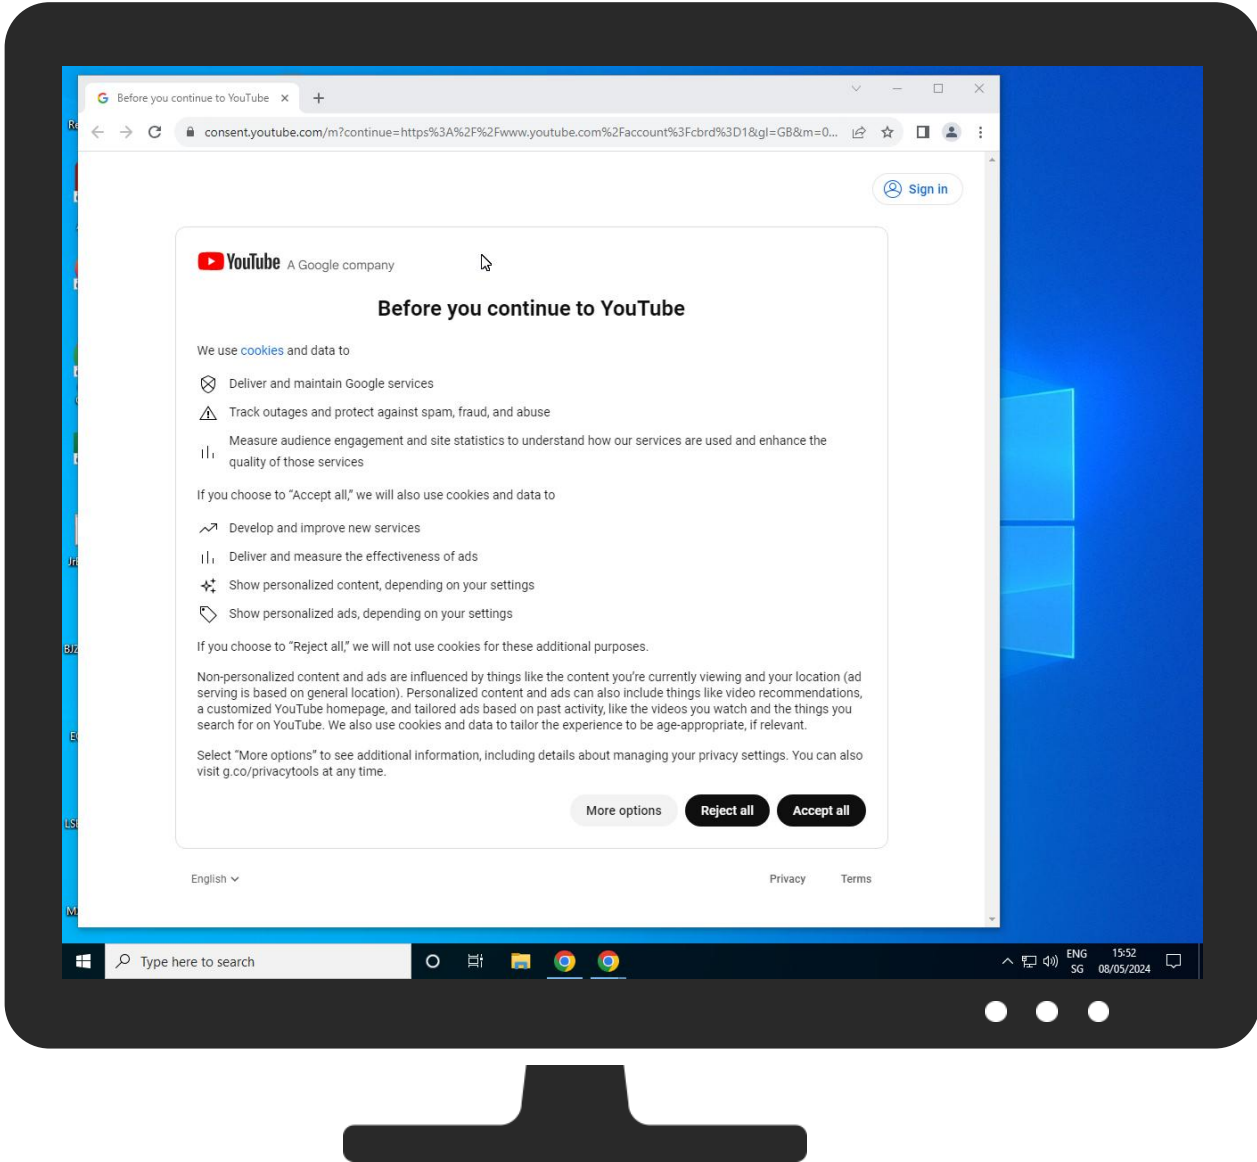 Before you continue to YouTube
consent.youtube.com/m?continue=https%3A%2F%2Fwww.youtube.com%2Faccount%3Fcbrd%3D1&gl=GB&m=0...
Sign in
YouTube A Google company
Before you continue to YouTube
We use cookies and data to
Deliver and maintain Google services
Track outages and protect against spam, fraud, and abuse
Measure audience engagement and site statistics to understand how our services are used and enhance the
quality of those services
If you choose to “Accept all,” we will also use cookies and data to
Develop and improve new services
Deliver and measure the effectiveness of ads
Show personalized content, depending on your settings
Show personalized ads, depending on your settings
If you choose to “Reject all,” we will not use cookies for these additional purposes.
Non-personalized content and ads are influenced by things like the content you’re currently viewing and your location (ad
serving is based on general location). Personalized content and ads can also include things like video recommendations,
a customized YouTube homepage, and tailored ads based on past activity, like the videos you watch and the things you
search for on YouTube. We also use cookies and data to tailor the experience to be age-appropriate, if relevant.
Select “More options” to see additional information, including details about managing your privacy settings. You can also
visit g.co/privacytools at any time.
More options Reject all Accept all
English Privacy Terms
Type here to search
ENG 15:52
SG 08/05/2024